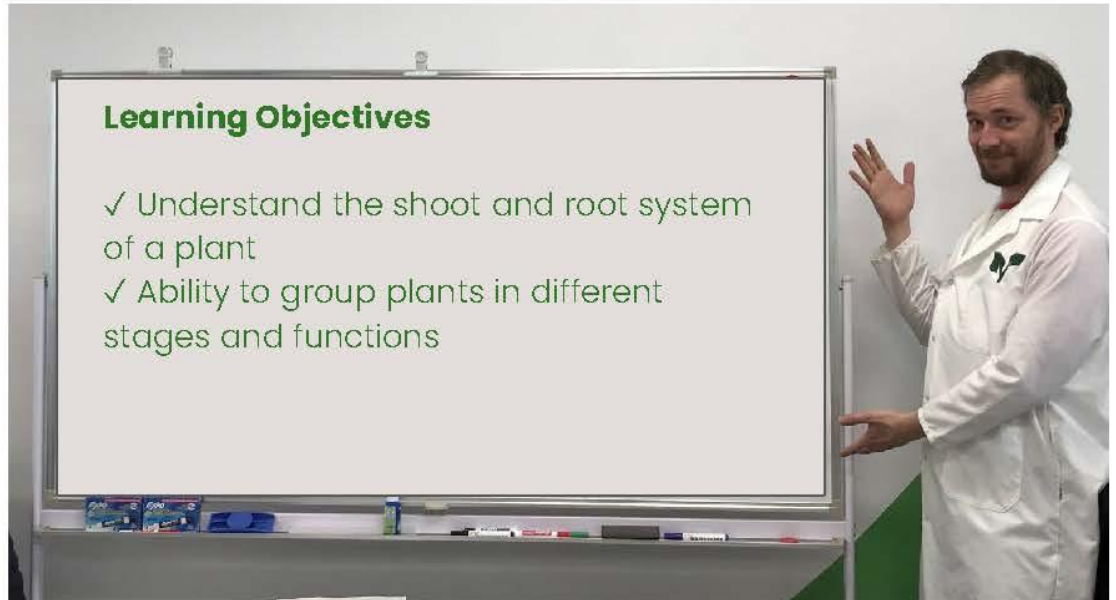 Learning Objectives
✓ Understand the shoot and root system
of a plant
✓ Ability to group plants in different
stages and functions